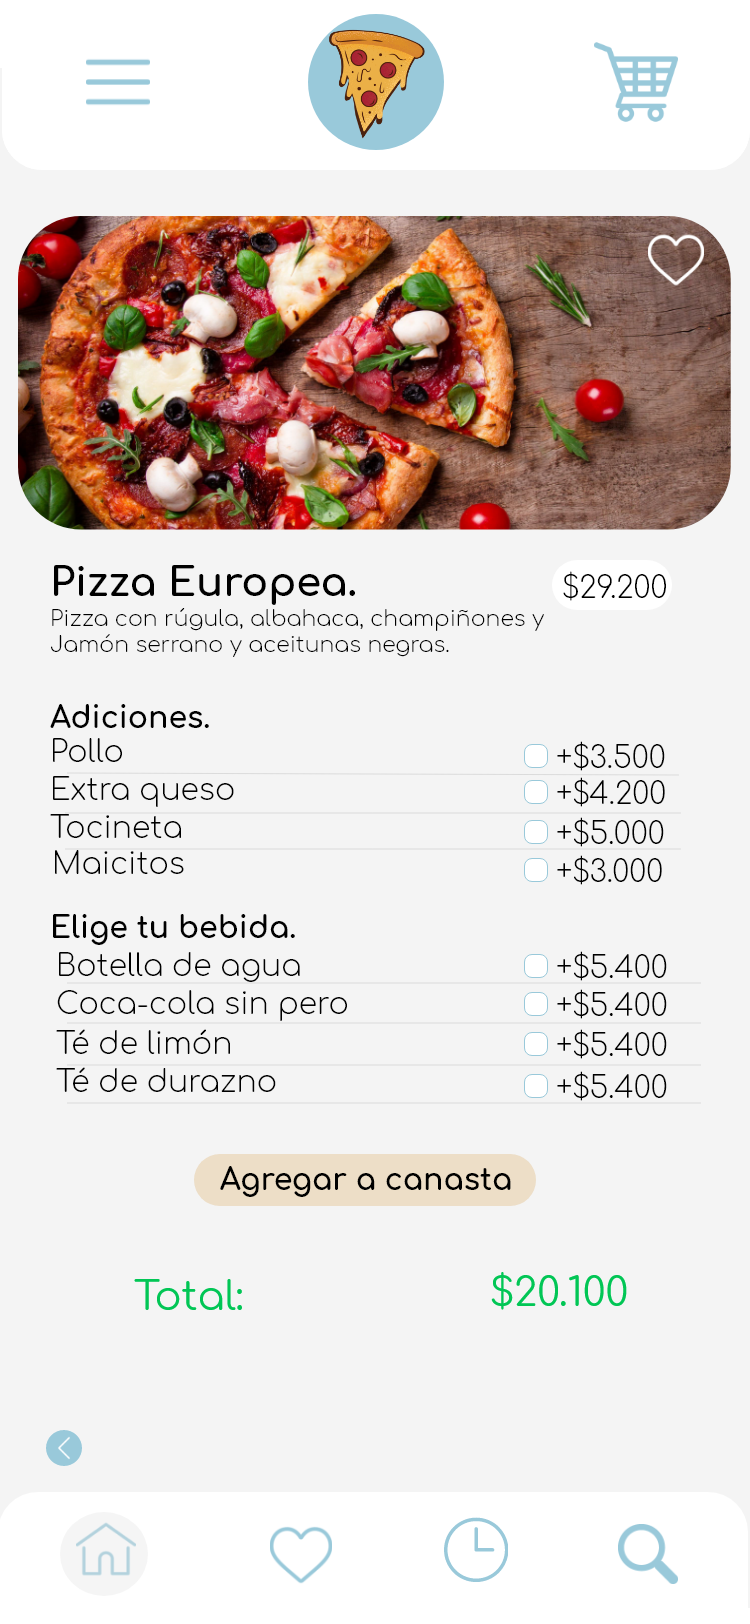 Pizza Europea.
$29.200
Pizza con rúgula, albahaca, champiñones y
Jamón serrano y aceitunas negras.
Adiciones.
Pollo +$3.500
Extra queso +$4.200
Tocineta +$5.000
Maicitos +$3.000
Elige tu bebida.
Botella de agua +$5.400
Coca-cola sin pero +$5.400
Té de limón +$5.400
Té de durazno +$5.400
Agregar a canasta
Total: $20.100